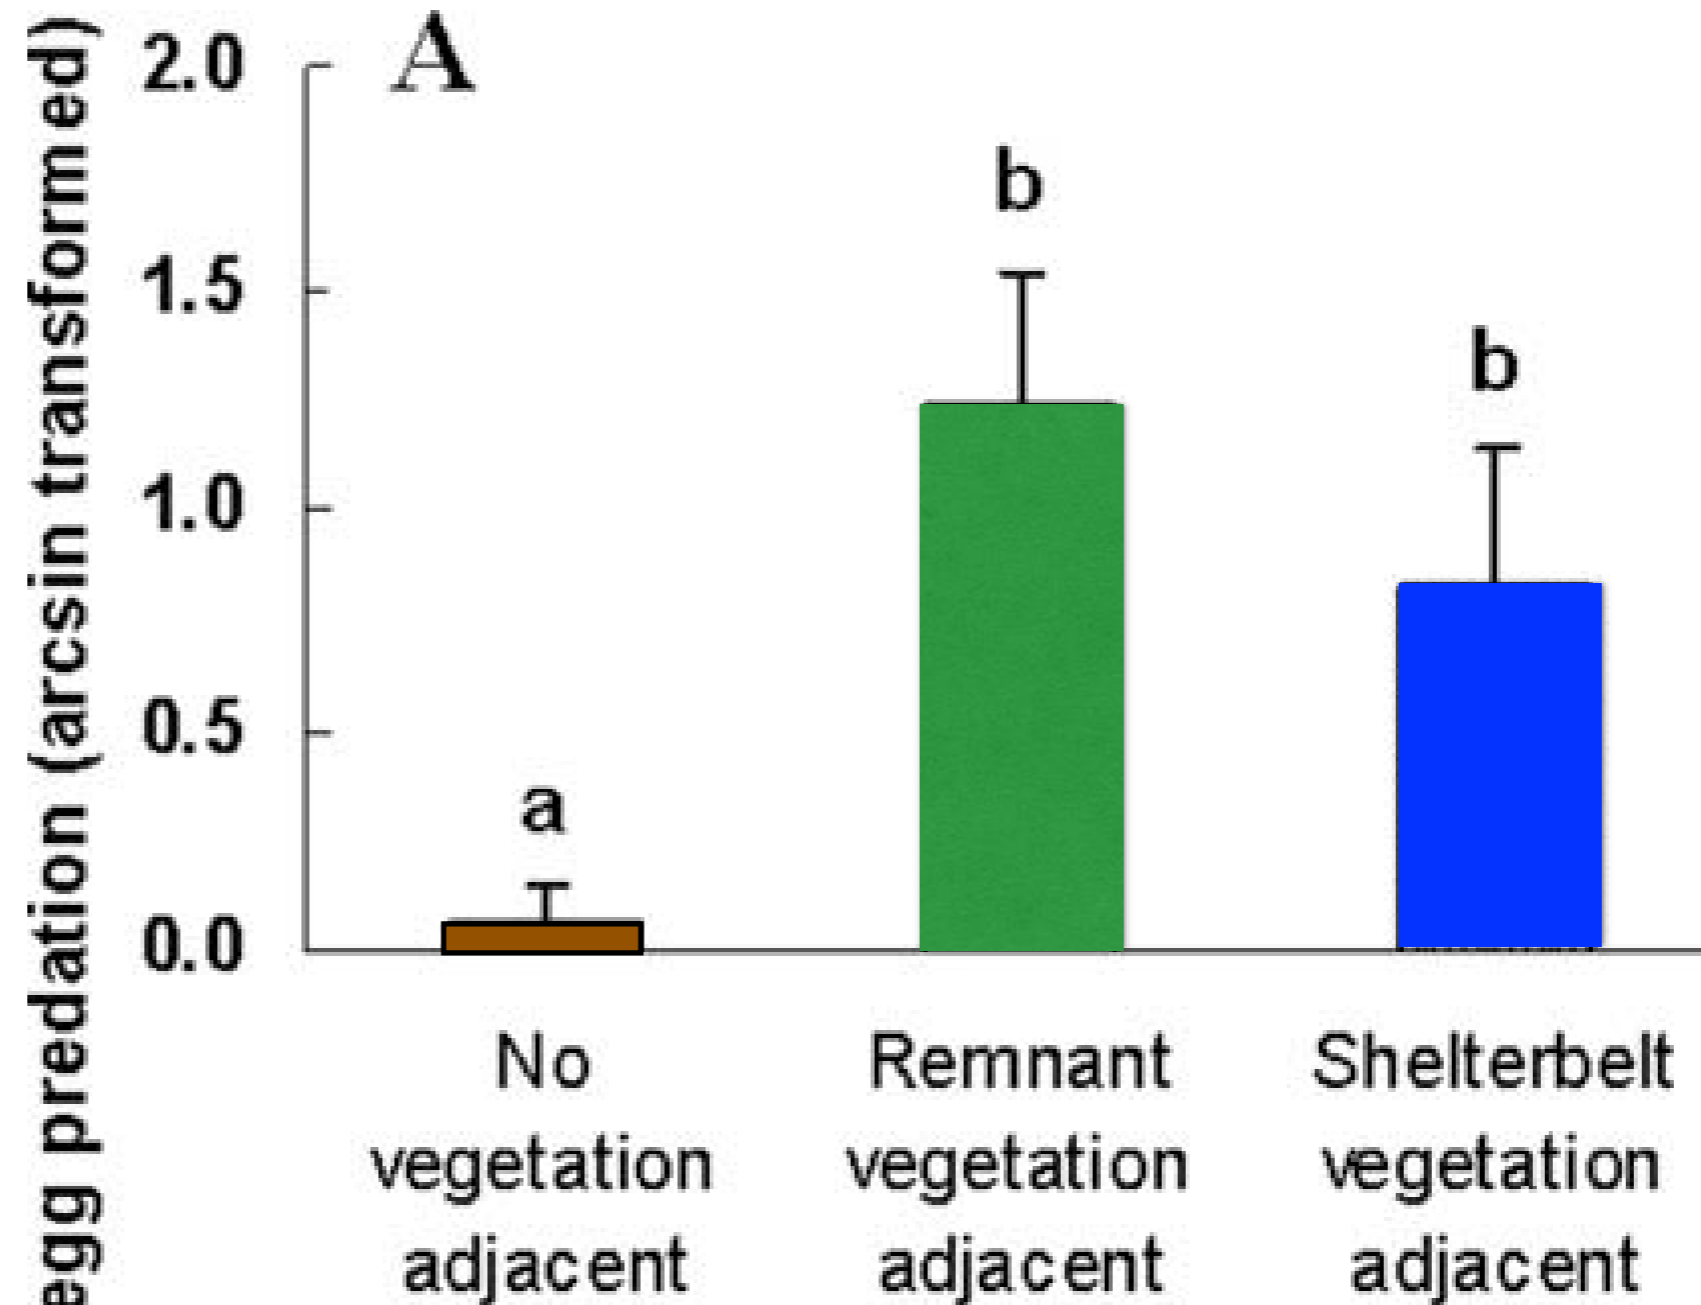 egg predation (arcsin transformed)
A
2.0
1.5
1.0
0.5
0.0
a
b
b
No
vegetation
adjacent
Remnant
vegetation
adjacent
Shelterbelt
vegetation
adjacent